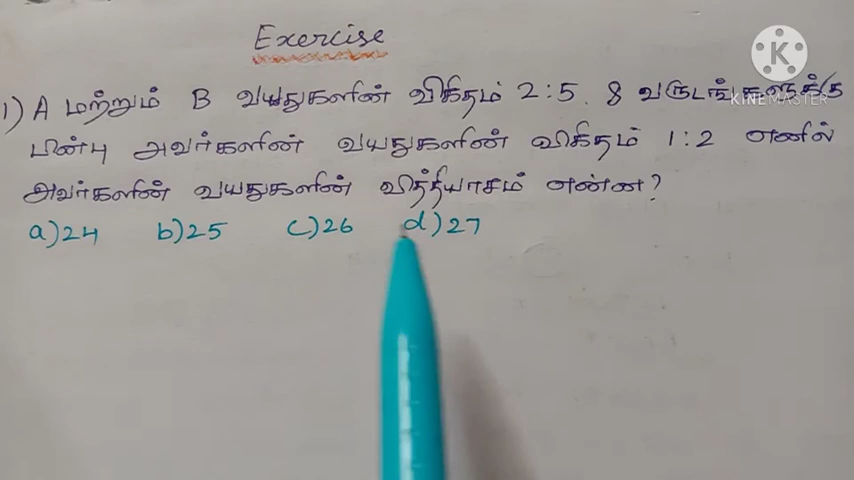 Exercise
1) A மற்றும் B வயதுகளின் விகிதம் 2:5. 8 வருடங்களுக்கு
பின்பு அவர்களின் வயதுகளின் விகிதம் 1:2 எனில்
அவர்களின் வயதுகளின் வித்தியாசம் என்ன?
a)24 b)25 c)26 d)27
K
KINEMASTER